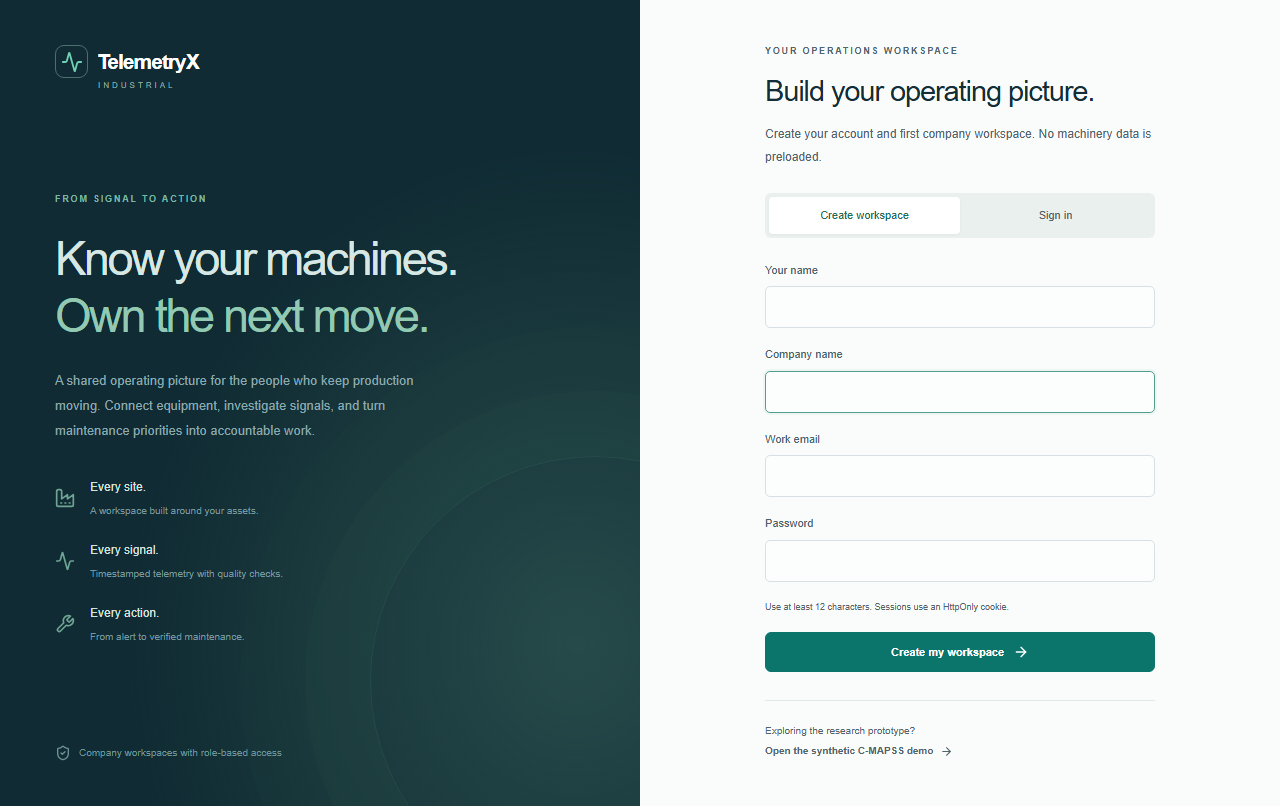 TelemetryX
INDUSTRIAL
FROM SIGNAL TO ACTION
Know your machines.
Own the next move.
A shared operating picture for the people who keep production
moving. Connect equipment, investigate signals, and turn
maintenance priorities into accountable work.
Every site.
A workspace built around your assets.
Every signal.
Timestamped telemetry with quality checks.
Every action.
From alert to verified maintenance.
Company workspaces with role-based access
YOUR OPERATIONS WORKSPACE
Build your operating picture.
Create your account and first company workspace. No machinery data is
preloaded.
Create workspace
Sign in
Your name
Company name
Work email
Password
Use at least 12 characters. Sessions use an HttpOnly cookie.
Create my workspace
Exploring the research prototype?
Open the synthetic C-MAPSS demo